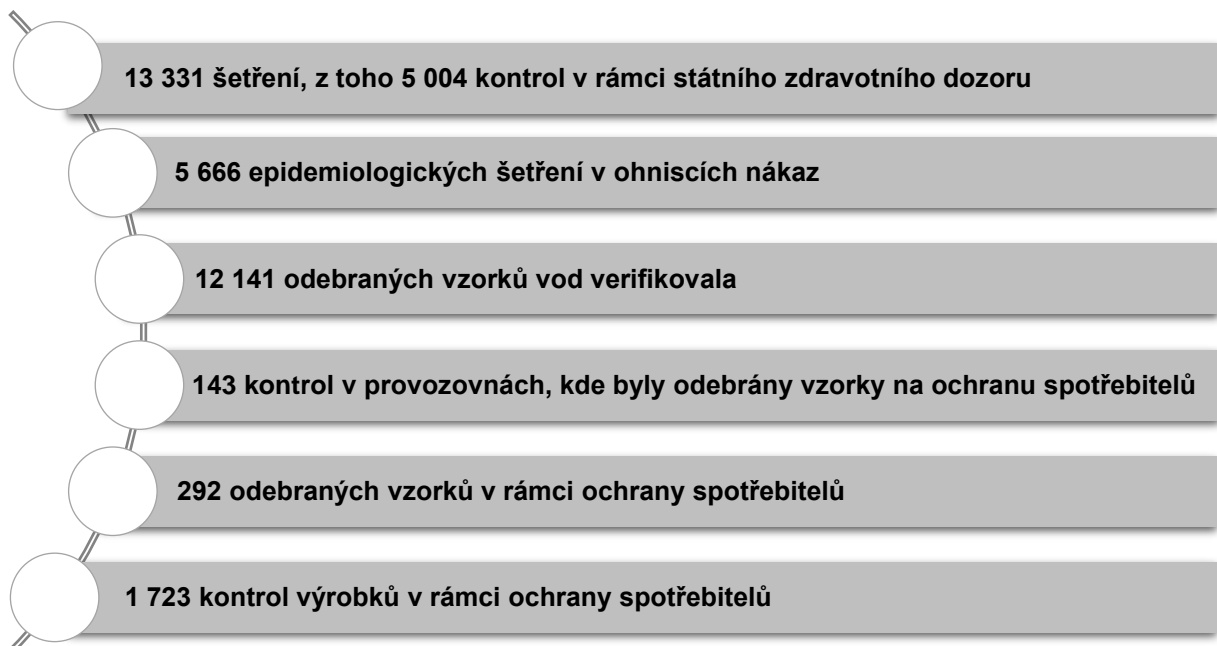 13 331 šetření, z toho 5 004 kontrol v rámci státního zdravotního dozoru
5 666 epidemiologických šetření v ohniscích nákaz
12 141 odebraných vzorků vod verifikovala
143 kontrol v provozovnách, kde byly odebrány vzorky na ochranu spotřebitelů
292 odebraných vzorků v rámci ochrany spotřebitelů
1 723 kontrol výrobků v rámci ochrany spotřebitelů